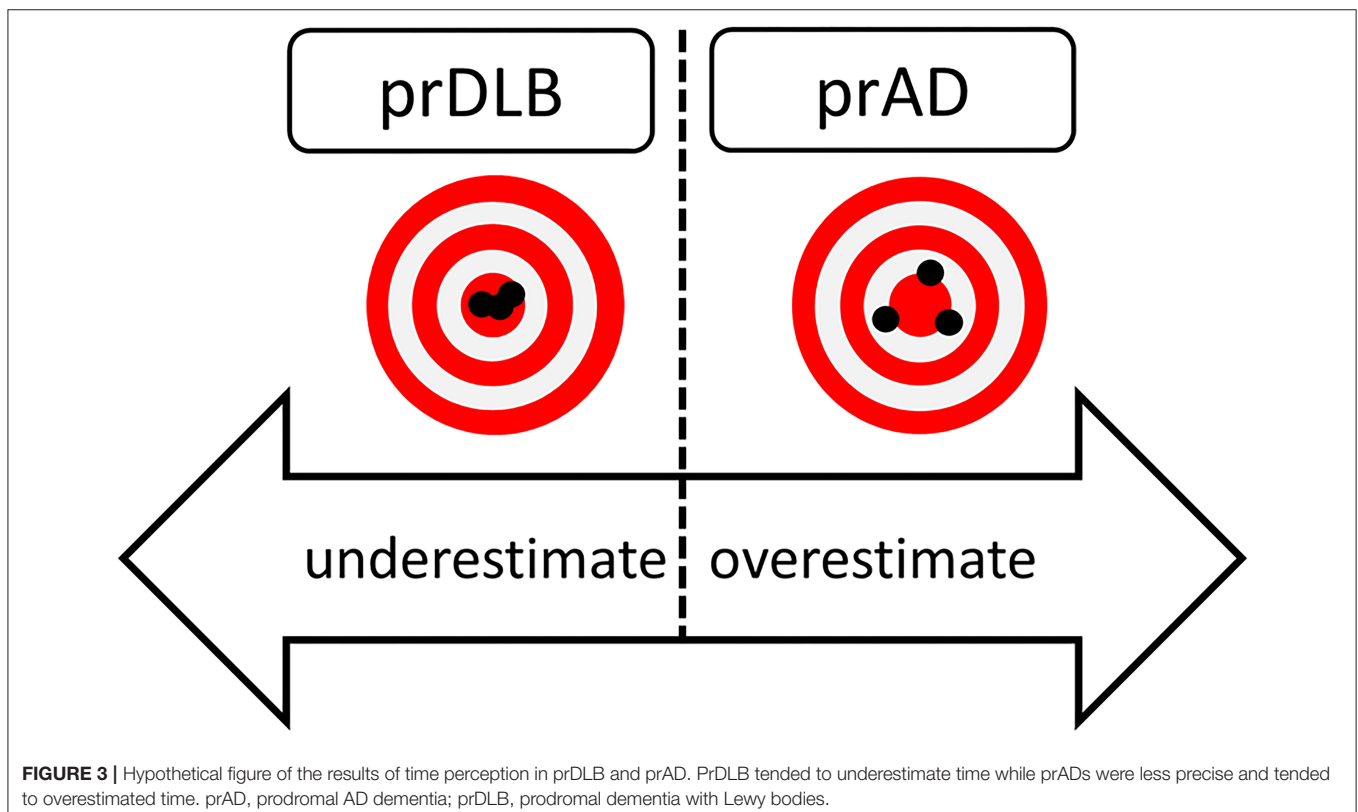 prDLB
prAD
underestimate
overestimate
FIGURE 3 | Hypothetical figure of the results of time perception in prDLB and prAD. PrDLB tended to underestimate time while prADs were less precise and tended
to overestimated time. prAD, prodromal AD dementia; prDLB, prodromal dementia with Lewy bodies.